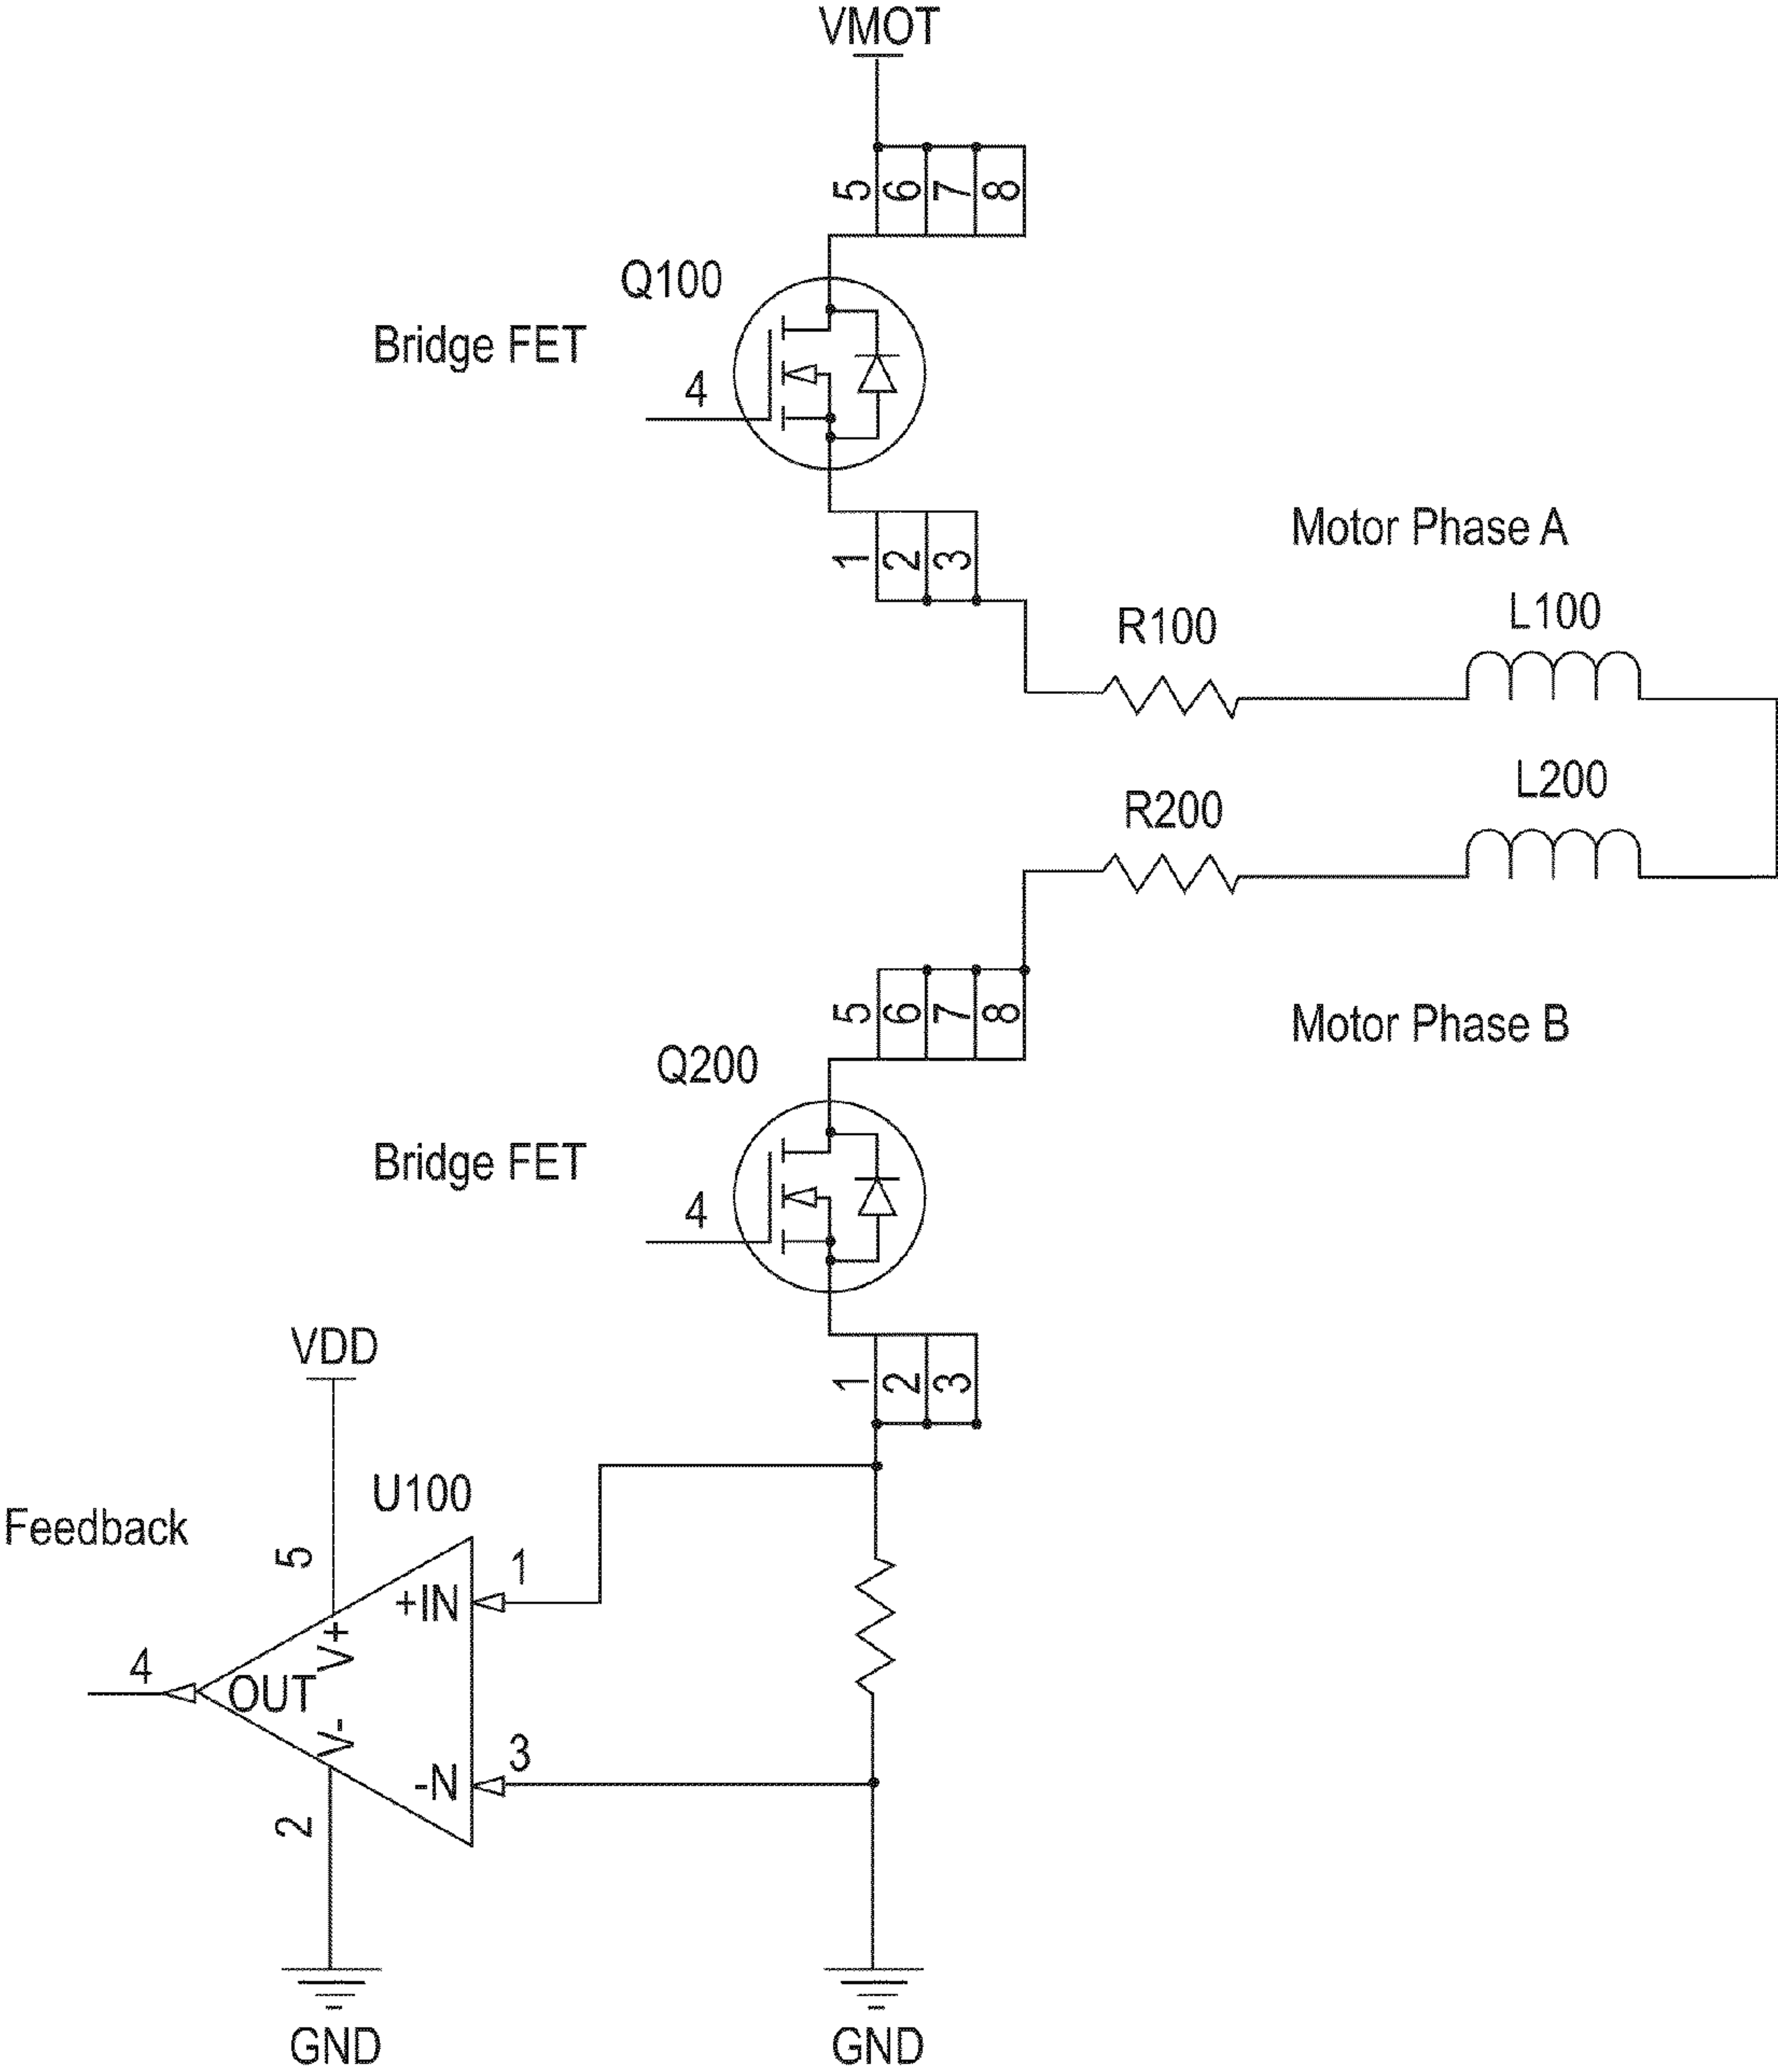 VMOT
5 6 7 8
Q100
Bridge FET
4
1 2 3
Motor Phase A
R100
L100
R200
L200
5 6 7 8
Motor Phase B
Q200
Bridge FET
4
1 2 3
VDD
U100
Feedback
5
1
+IN
V+
4
OUT
V-
3
-N
2
GND
GND